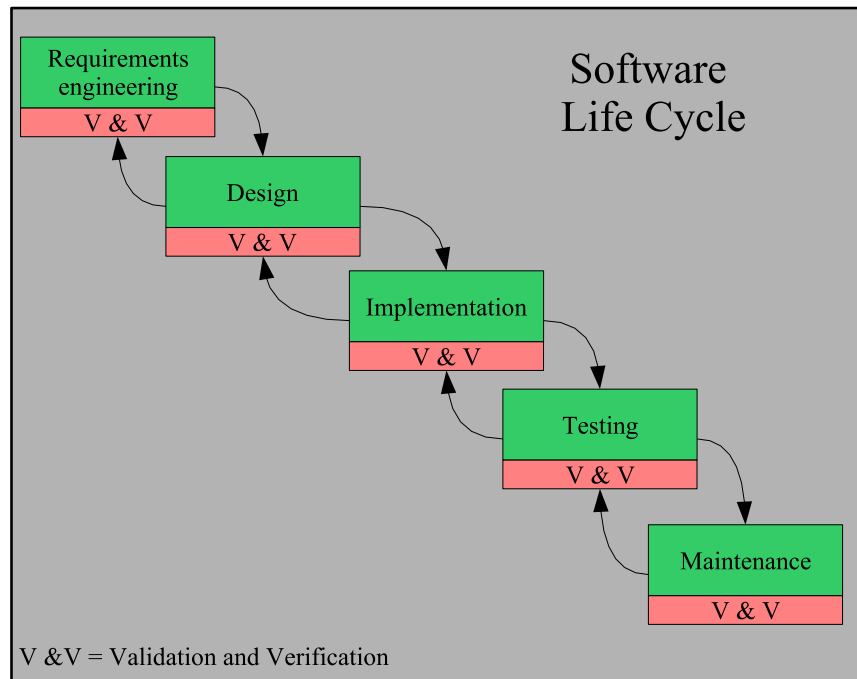 Software
Life Cycle
Requirements
engineering
V & V
Design
V & V
Implementation
V & V
Testing
V & V
Maintenance
V & V
V &V = Validation and Verification